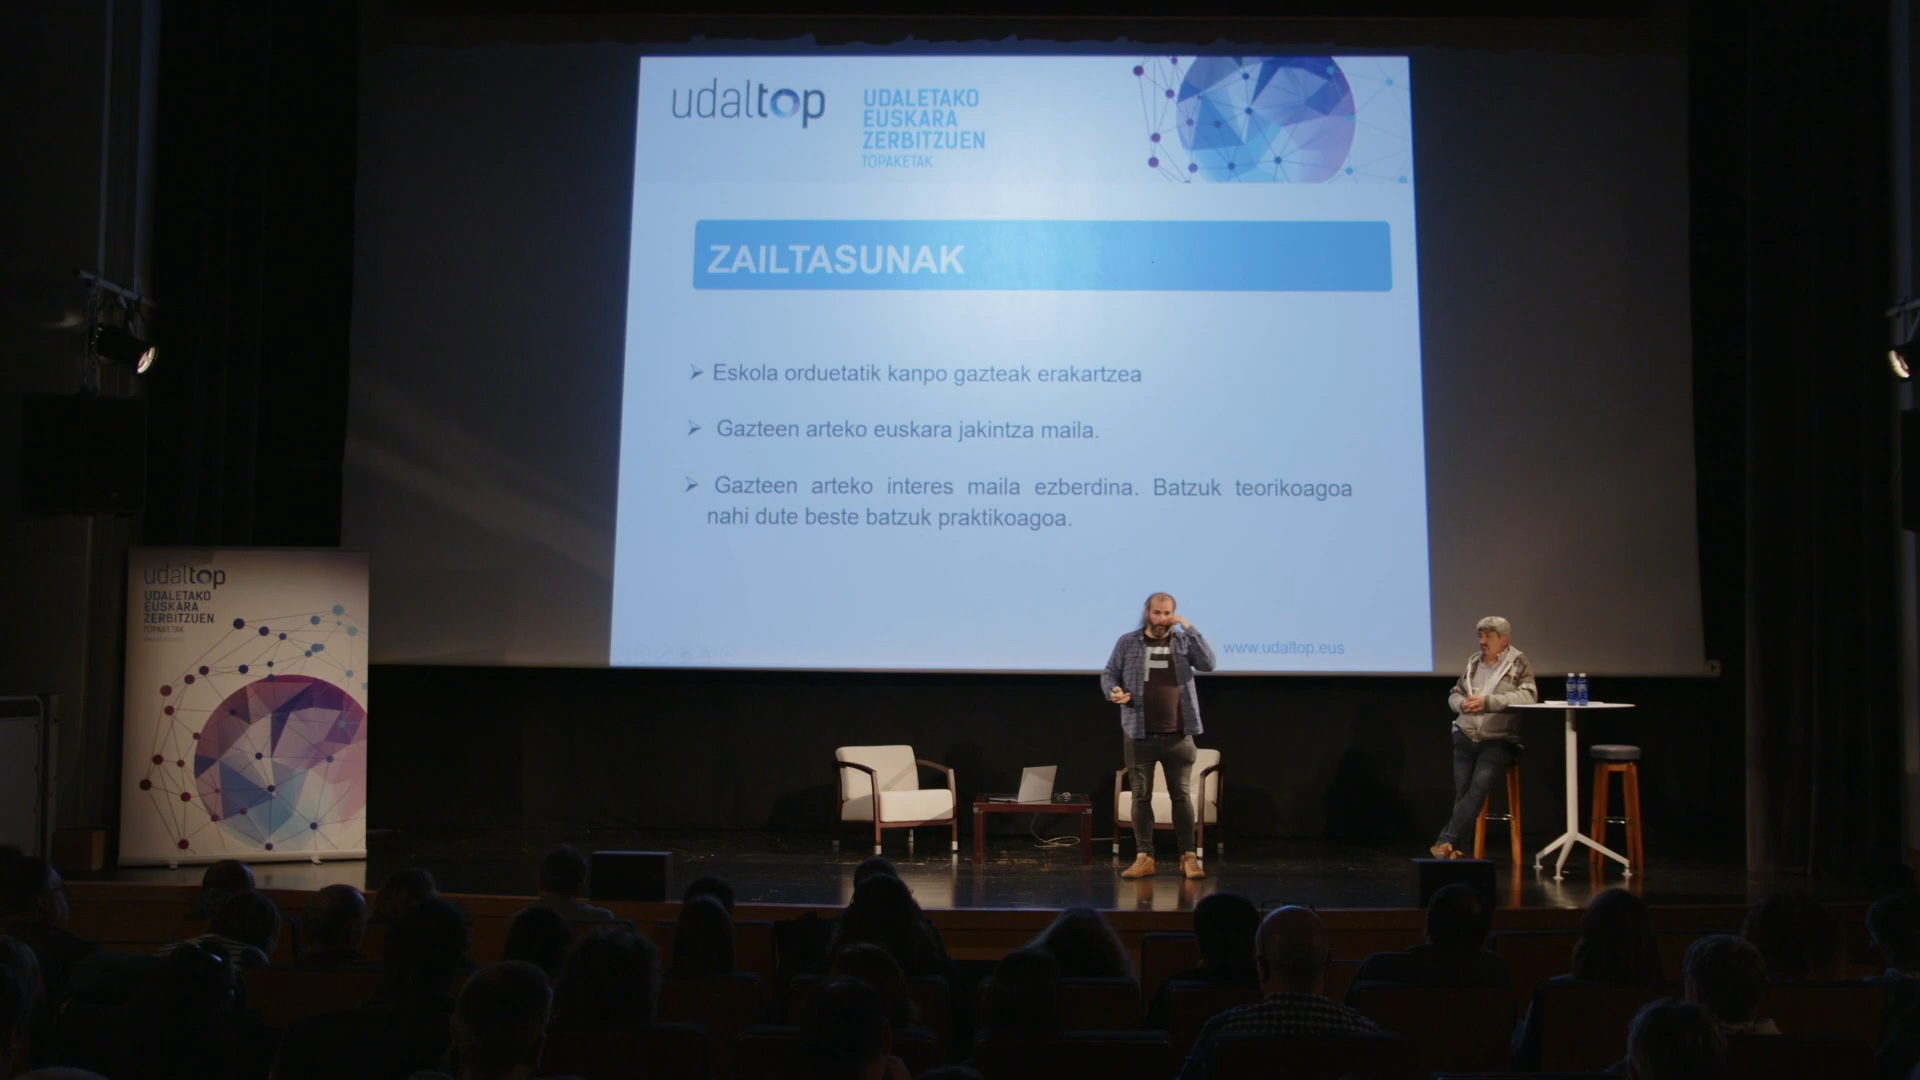 udaltop
UDALETAKO
EUSKARA
ZERBITZUEN
TOPAKETAK
ZAILTASUNAK
Eskola orduetatik kanpo gazteak erakartzea
Gazteen arteko euskara jakintza maila.
Gazteen arteko interes maila ezberdina. Batzuk teorikoagoa
nahi dute beste batzuk praktikoagoa.
www.udaltop.eus
udaltop
UDALETAKO
EUSKARA
ZERBITZUEN
TOPAKETAK